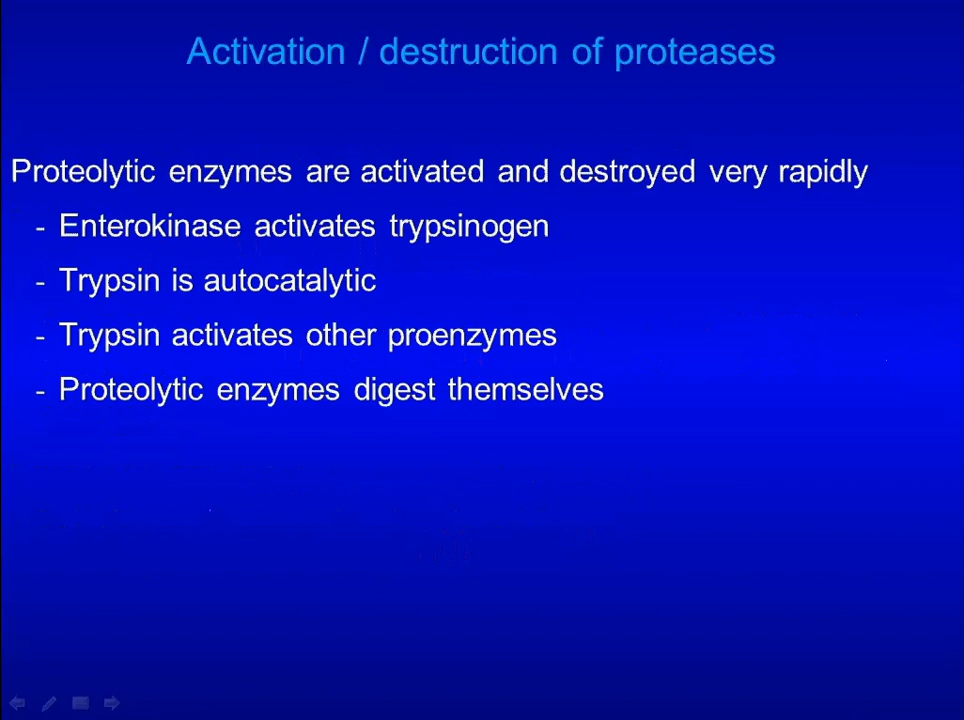 Activation / destruction of proteases
Proteolytic enzymes are activated and destroyed very rapidly
- Enterokinase activates trypsinogen
- Trypsin is autocatalytic
- Trypsin activates other proenzymes
- Proteolytic enzymes digest themselves